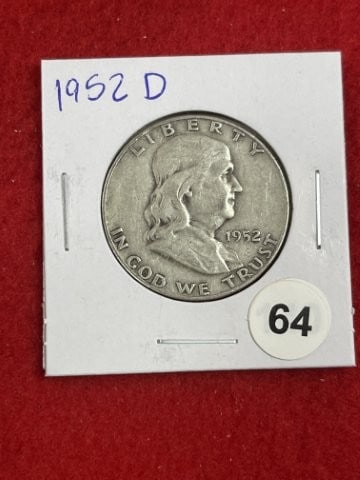 1952 D
LIBERTY
1952
IN GOD WE TRUST
64